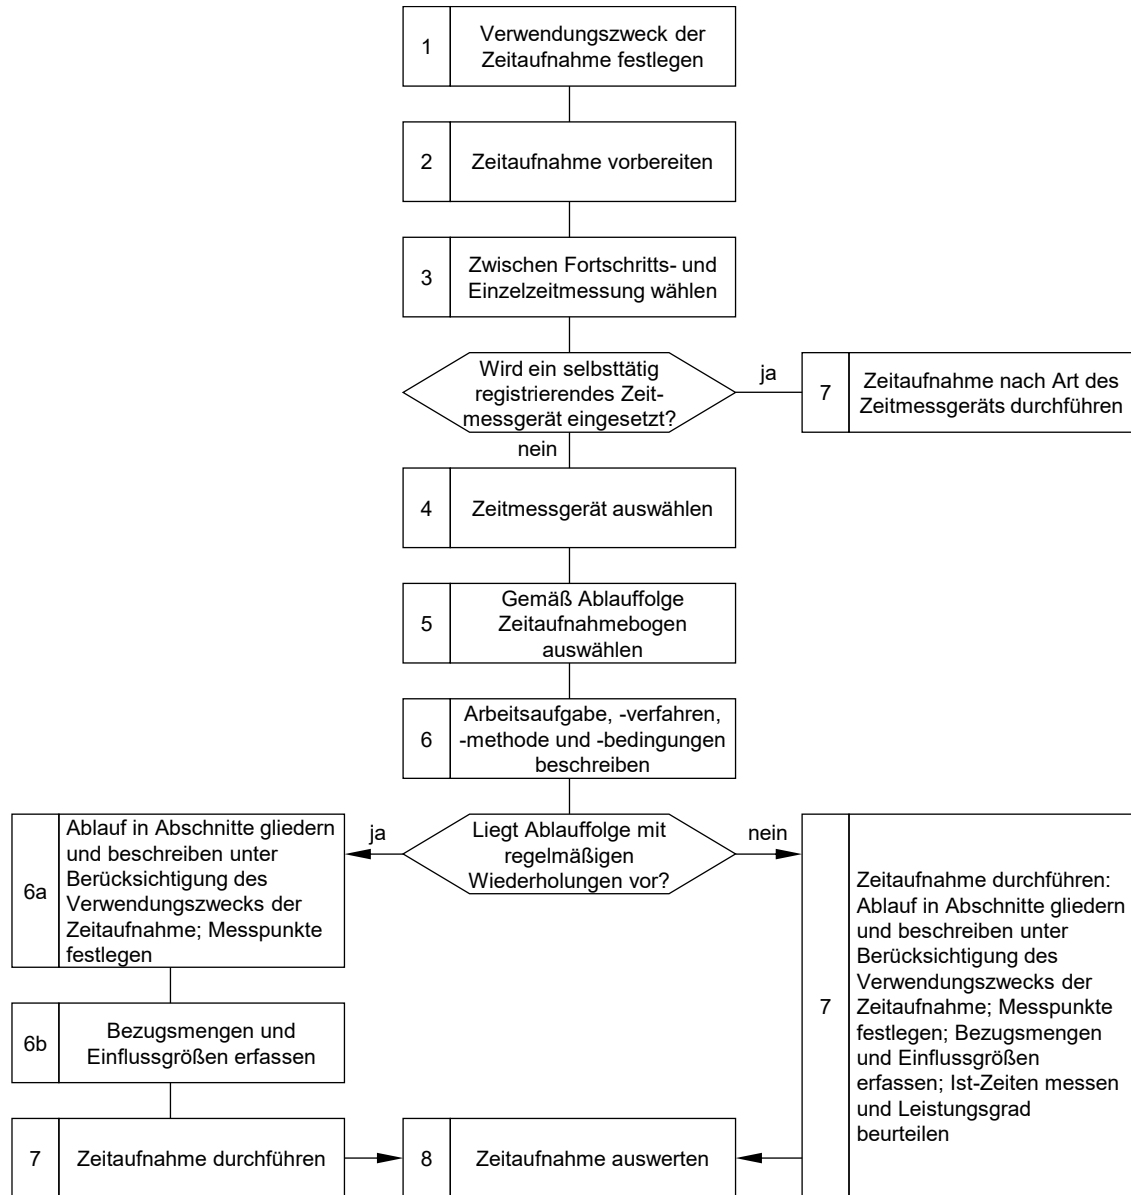 1
Verwendungszweck der
Zeitaufnahme festlegen
2
Zeitaufnahme vorbereiten
3
Zwischen Fortschritts- und
Einzelzeitmessung wählen
Wird ein selbsttätig
registrierendes Zeit-
messgerät eingesetzt?
ja
7
Zeitaufnahme nach Art des
Zeitmessgeräts durchführen
nein
4
Zeitmessgerät auswählen
5
Gemäß Ablauffolge
Zeitaufnahmebogen
auswählen
6
Arbeitsaufgabe, -verfahren,
-methode und -bedingungen
beschreiben
Liegt Ablauffolge mit
regelmäßigen
Wiederholungen vor?
ja
6a
Ablauf in Abschnitte gliedern
und beschreiben unter
Berücksichtigung des
Verwendungszwecks der
Zeitaufnahme; Messpunkte
festlegen
6b
Bezugsmengen und
Einflussgrößen erfassen
7
Zeitaufnahme durchführen
nein
7
Zeitaufnahme durchführen:
Ablauf in Abschnitte gliedern
und beschreiben unter
Berücksichtigung des
Verwendungszwecks der
Zeitaufnahme; Messpunkte
festlegen; Bezugsmengen
und Einflussgrößen
erfassen; Ist-Zeiten messen
und Leistungsgrad
beurteilen
8
Zeitaufnahme auswerten